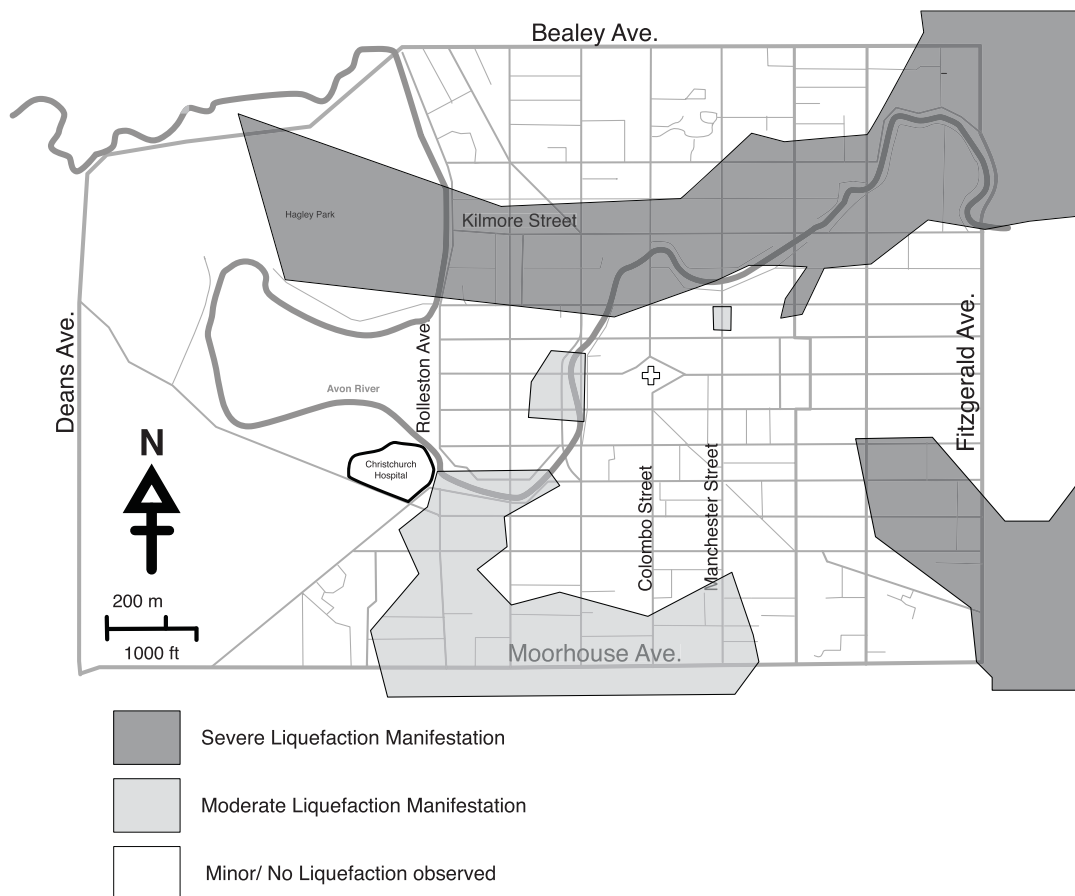 Bealey Ave.
Hagley Park
Kilmore Street
Deans Ave.
Rolleston Ave.
Fitzgerald Ave.
Avon River
N
Christchurch
Hospital
Colombo Street
Manchester Street
200 m
1000 ft
Moorhouse Ave.
Severe Liquefaction Manifestation
Moderate Liquefaction Manifestation
Minor/ No Liquefaction observed